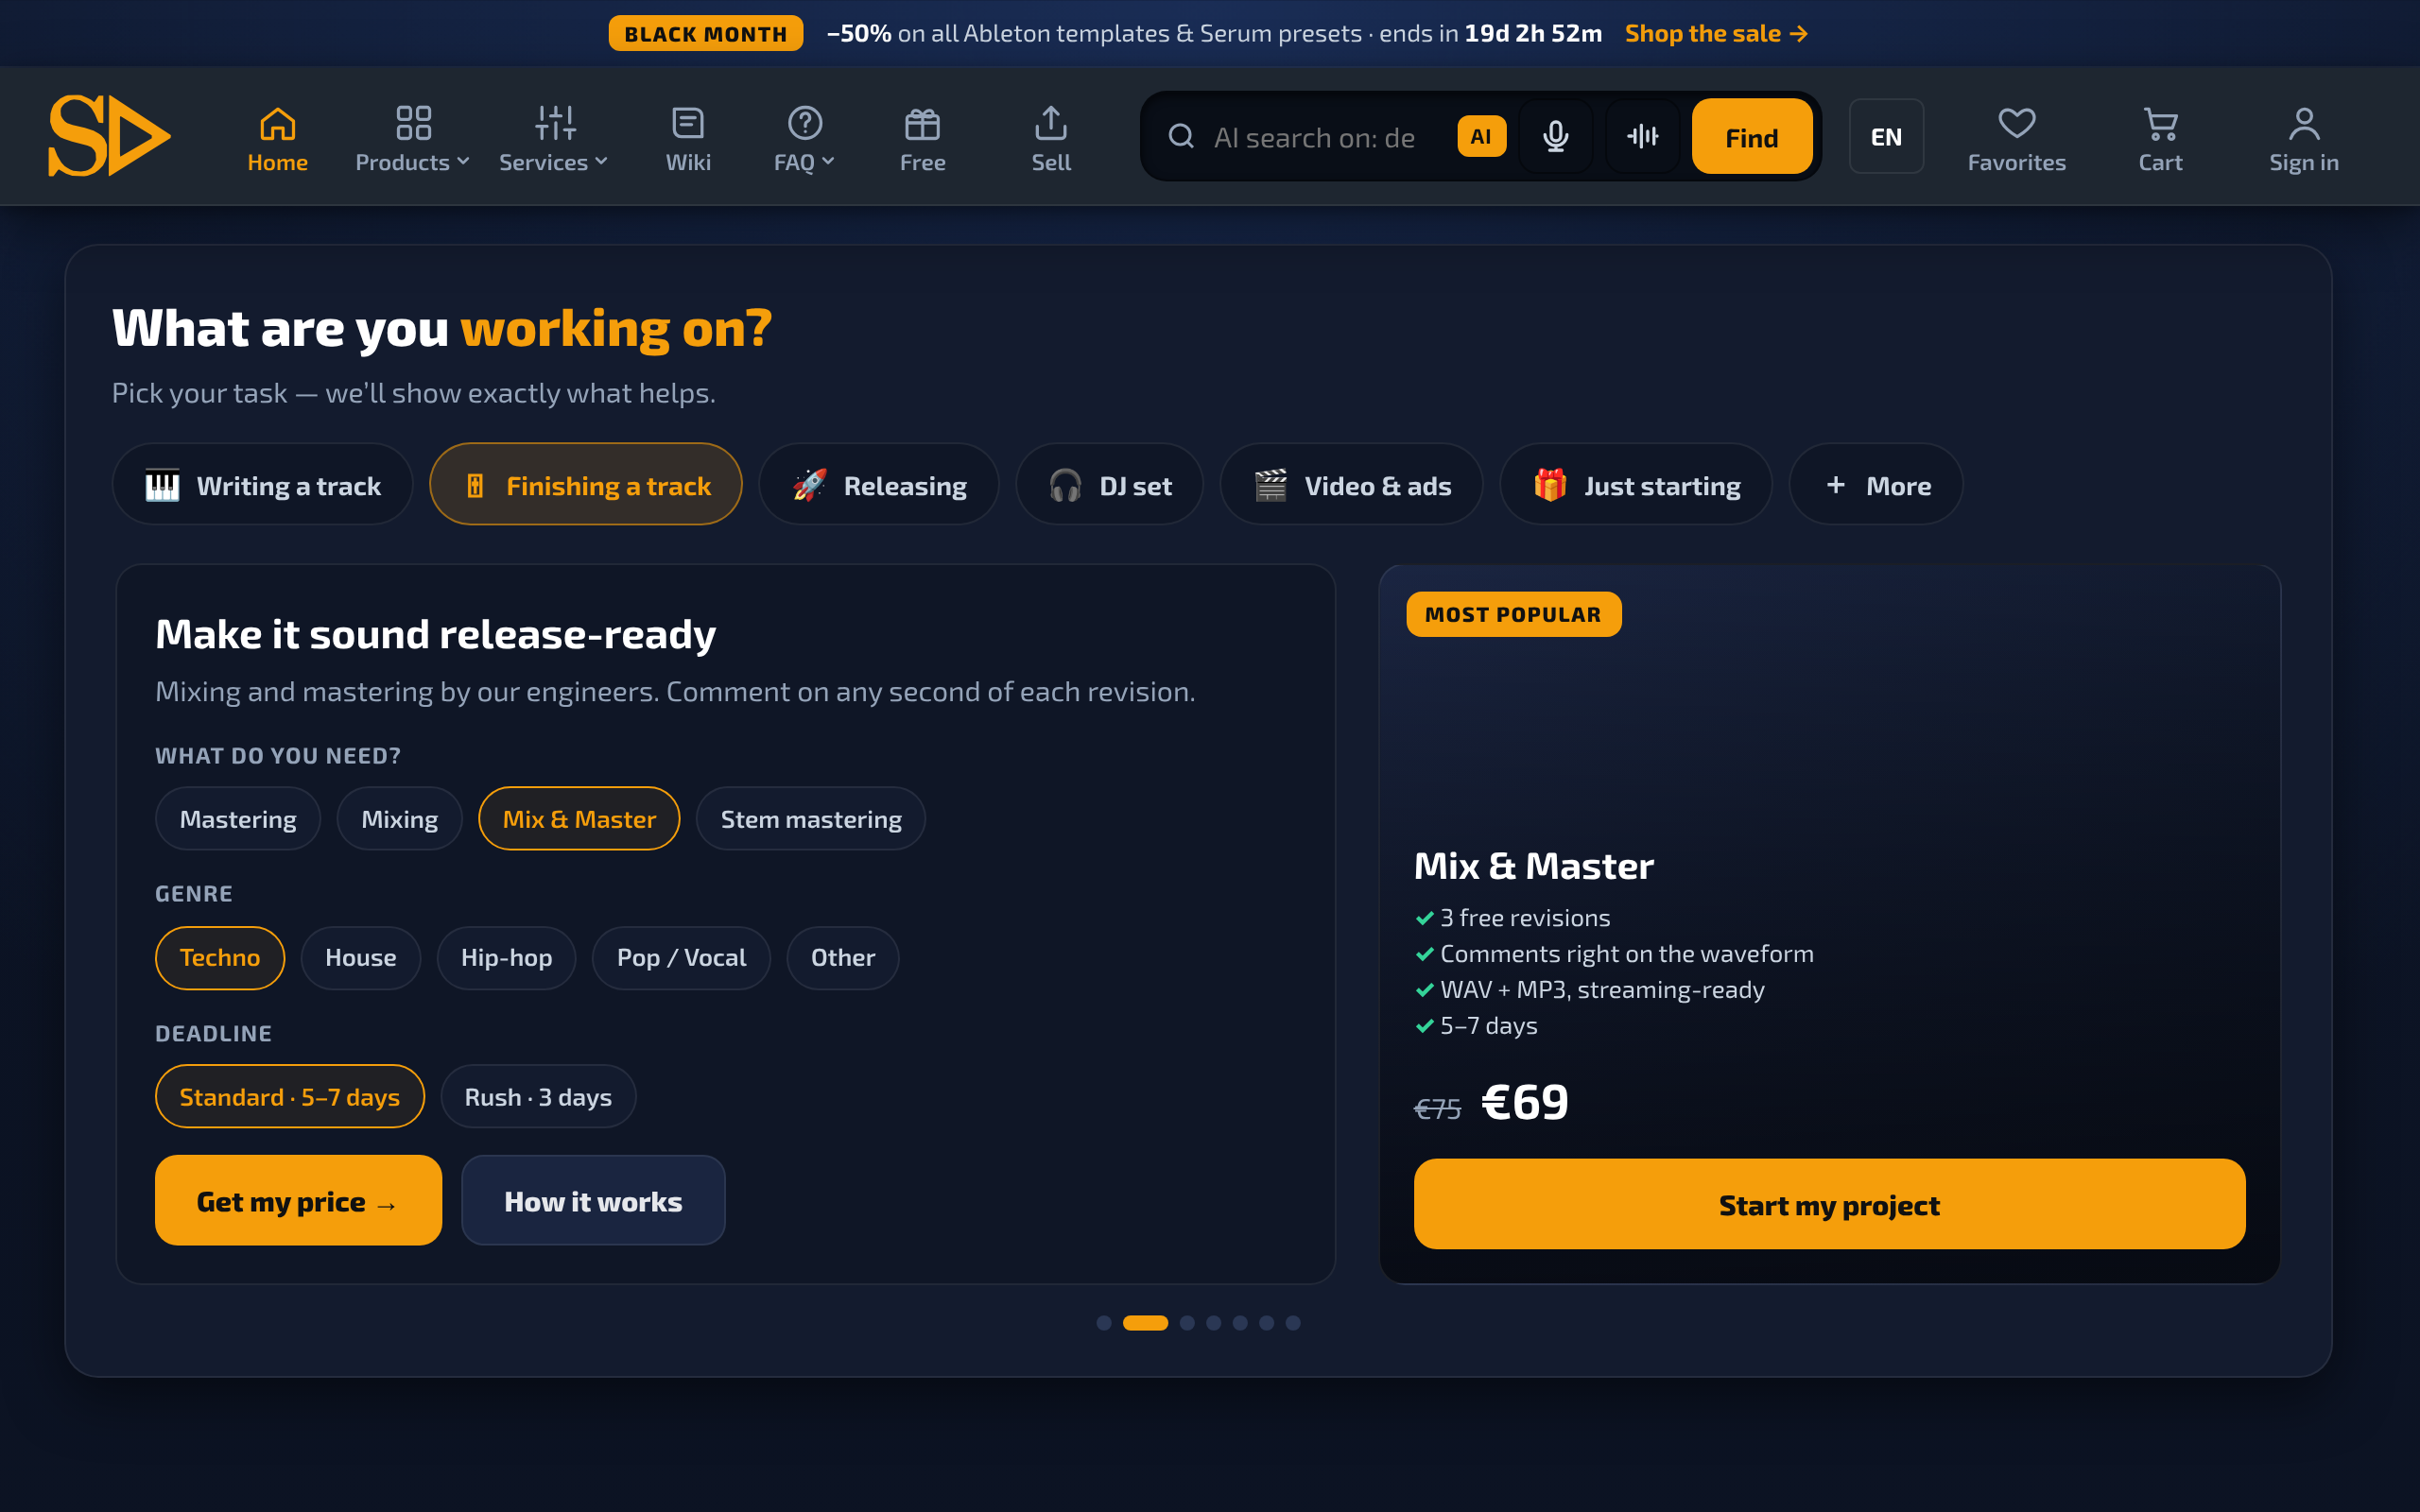 BLACK MONTH −50% on all Ableton templates & Serum presets · ends in 19d 2h 52m Shop the sale →
SD
Home Products Services Wiki FAQ Free Sell
AI search on: de AI Find EN
Favorites Cart Sign in
What are you working on?
Pick your task — we’ll show exactly what helps.
Writing a track Finishing a track Releasing DJ set Video & ads Just starting + More
Make it sound release-ready
Mixing and mastering by our engineers. Comment on any second of each revision.
WHAT DO YOU NEED?
Mastering Mixing Mix & Master Stem mastering
GENRE
Techno House Hip-hop Pop / Vocal Other
DEADLINE
Standard · 5–7 days Rush · 3 days
Get my price → How it works
MOST POPULAR
Mix & Master
✓ 3 free revisions
✓ Comments right on the waveform
✓ WAV + MP3, streaming-ready
✓ 5–7 days
€75 €69
Start my project